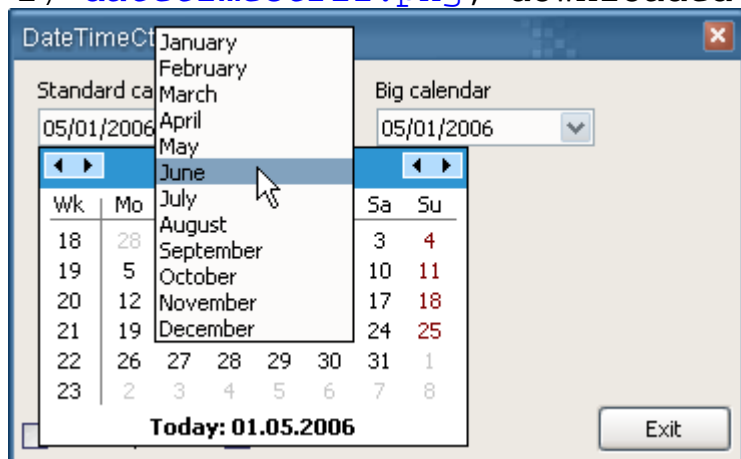 DateTimeCt
January
February
March
April
May
June
July
August
September
October
November
December
Standard ca
Big calendar
05/01/2006
05/01/2006
Wk Mo Sa Su
18 28 3 4
19 5 10 11
20 12 17 18
21 19 24 25
22 26 27 28 29 30 31 1
23 2 3 4 5 6 7 8
Today: 01.05.2006
Exit